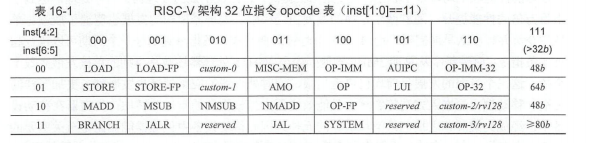 表 16-1 RISC-V 架构 32 位指令 opcode 表（inst[1:0]==11）
inst[4:2] 000 001 010 011 100 101 110 111
inst[6:5] (>32b)
00 LOAD LOAD-FP custom-0 MISC-MEM OP-IMM AUIPC OP-IMM-32 48b
01 STORE STORE-FP custom-1 AMO OP LUI OP-32 64b
10 MADD MSUB NMSUB NMADD OP-FP reserved custom-2/rv128 48b
11 BRANCH JALR reserved JAL SYSTEM reserved custom-3/rv128 ≥80b